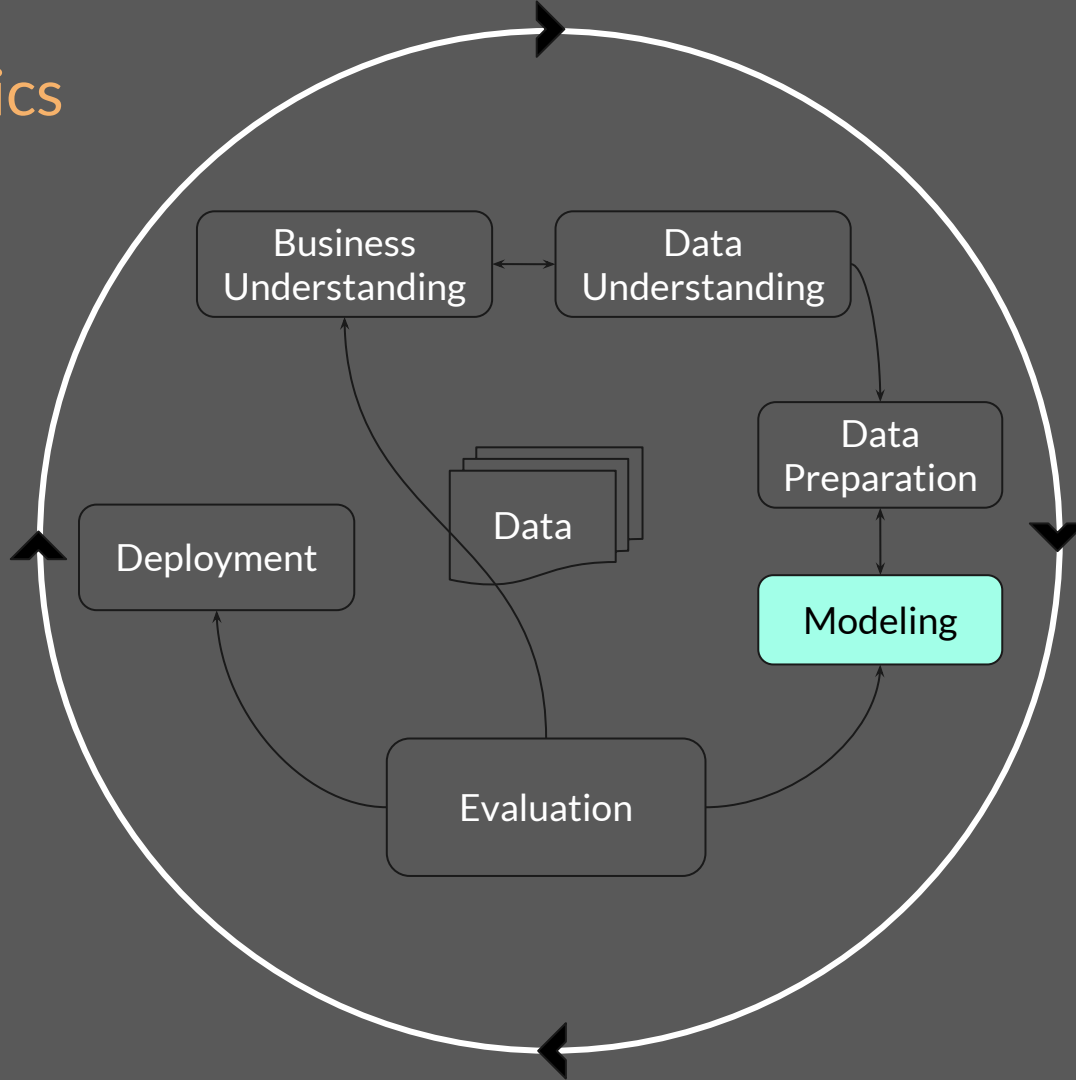 ics
Business
Understanding
Data
Understanding
Data
Preparation
Data
Deployment
Modeling
Evaluation